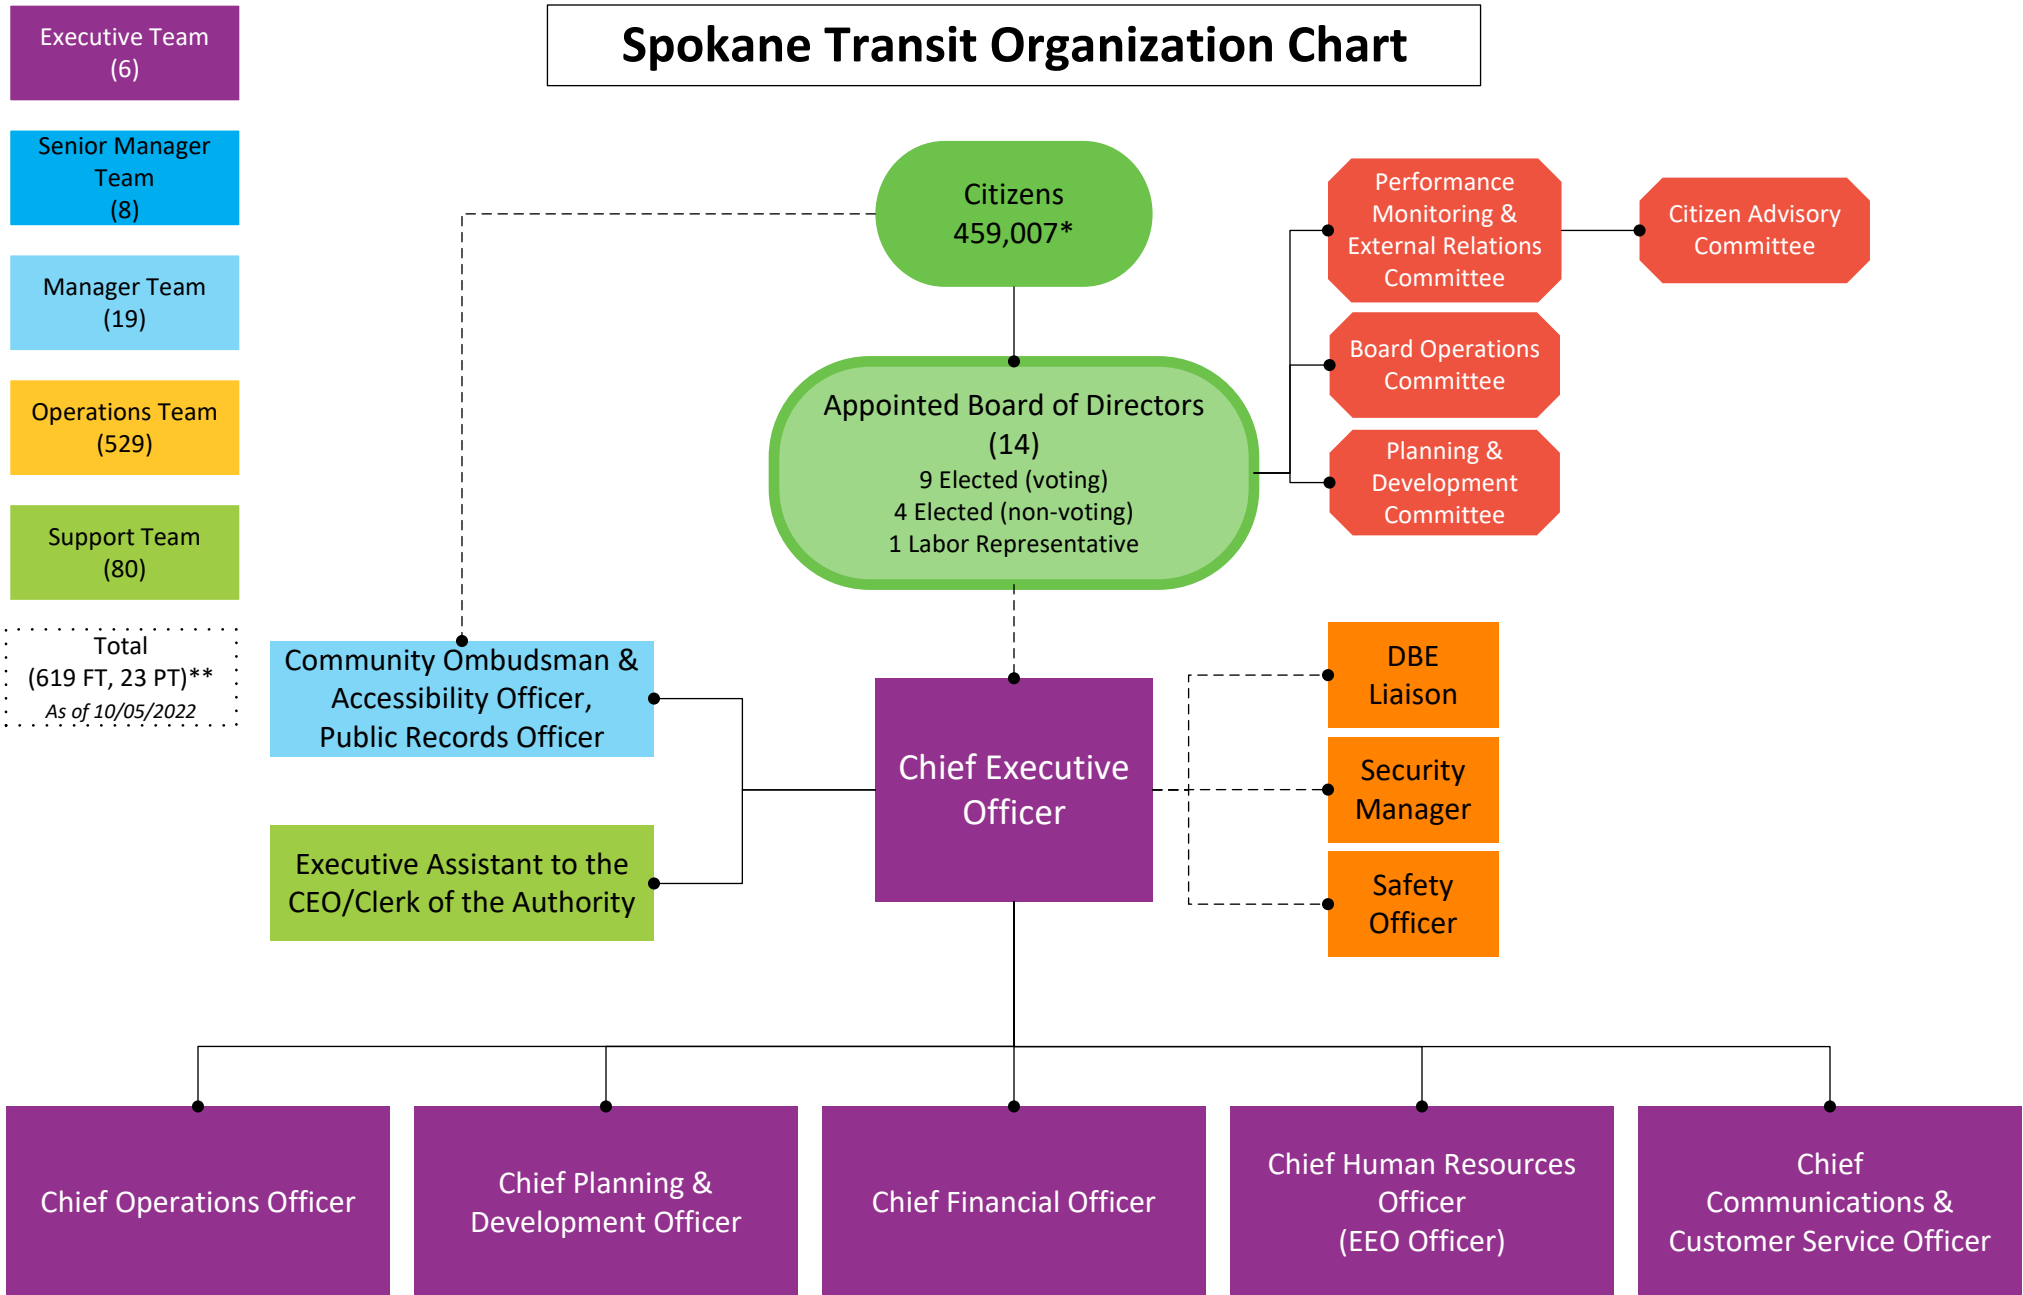 Executive Team
(6)
Senior Manager
Team
(8)
Manager Team
(19)
Operations Team
(529)
Support Team
(80)
Total
(619 FT, 23 PT)**
As of 10/05/2022
Spokane Transit Organization Chart
Citizens
459,007*
Performance
Monitoring &
External Relations
Committee
Citizen Advisory
Committee
Board Operations
Committee
Planning &
Development
Committee
Appointed Board of Directors
(14)
9 Elected (voting)
4 Elected (non-voting)
1 Labor Representative
Community Ombudsman &
Accessibility Officer,
Public Records Officer
Executive Assistant to the
CEO/Clerk of the Authority
Chief Executive
Officer
DBE
Liaison
Security
Manager
Safety
Officer
Chief Operations Officer
Chief Planning &
Development Officer
Chief Financial Officer
Chief Human Resources
Officer
(EEO Officer)
Chief
Communications &
Customer Service Officer